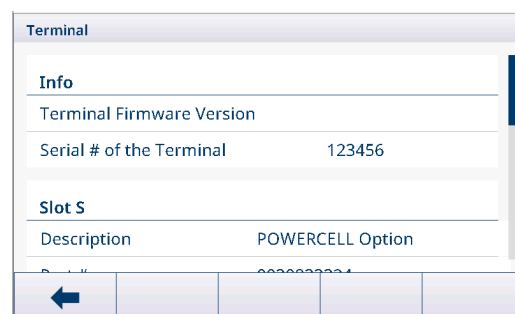 Terminal
Info
Terminal Firmware Version
Serial # of the Terminal 123456
Slot S
Description POWERCELL Option